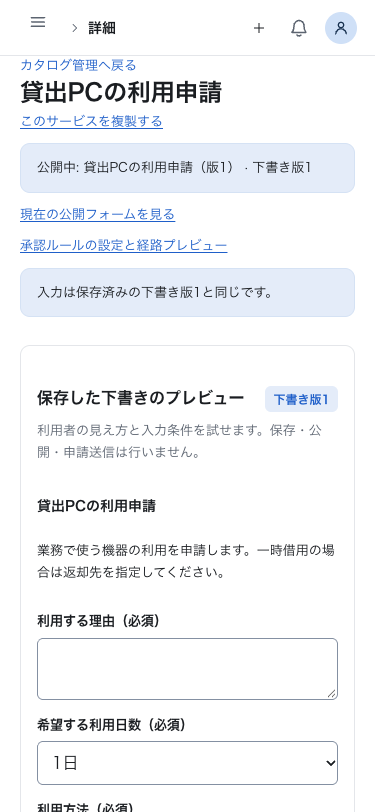 詳細
カタログ管理へ戻る
貸出PCの利用申請
このサービスを複製する
公開中: 貸出PCの利用申請（版1） · 下書き版1
現在の公開フォームを見る
承認ルールの設定と経路プレビュー
入力は保存済みの下書き版1と同じです。
保存した下書きのプレビュー
下書き版1
利用者の見え方と入力条件を試せます。保存・公
開・申請送信は行いません。
貸出PCの利用申請
業務で使う機器の利用を申請します。一時借用の場
合は返却先を指定してください。
利用する理由（必須）
希望する利用日数（必須）
1日
利用方法（必須）